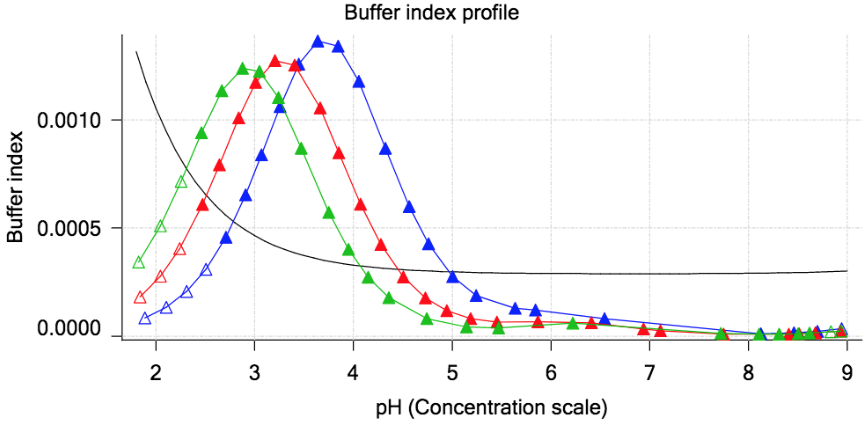 Buffer index profile
Buffer index
0.0010
0.0005
0.0000
2 3 4 5 6 7 8 9
pH (Concentration scale)